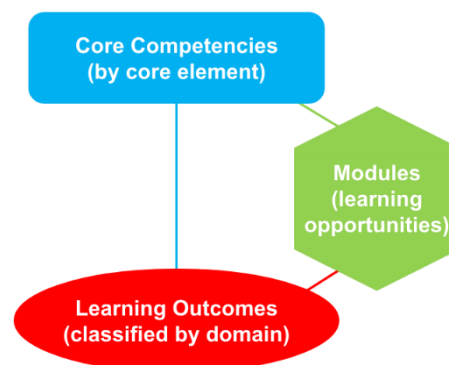 Core Competencies
(by core element)
Modules
(learning
opportunities)
Learning Outcomes
(classified by domain)